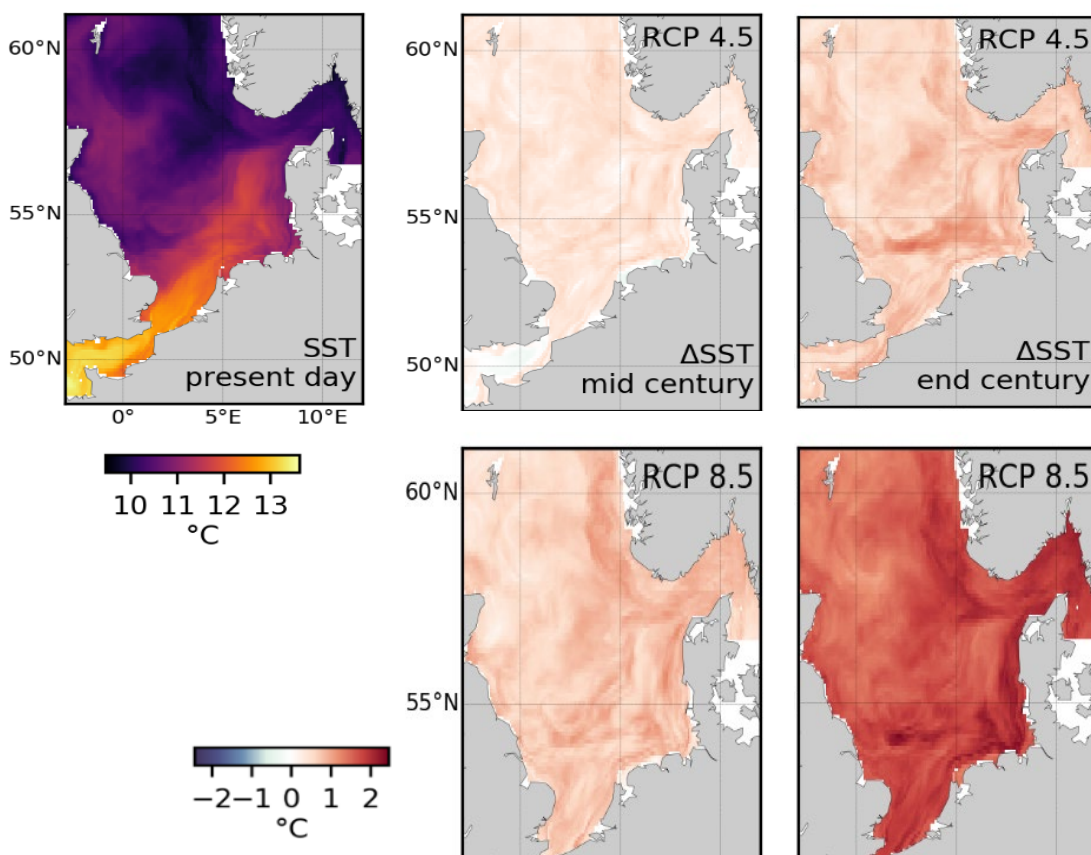 60°N
55°N
50°N
SST
present day
0°
5°E
10°E
10 11 12 13
°C
60°N
55°N
50°N
RCP 4.5
ΔSST
mid century
RCP 4.5
ΔSST
end century
60°N
55°N
RCP 8.5
RCP 8.5
−2 −1 0 1 2
°C